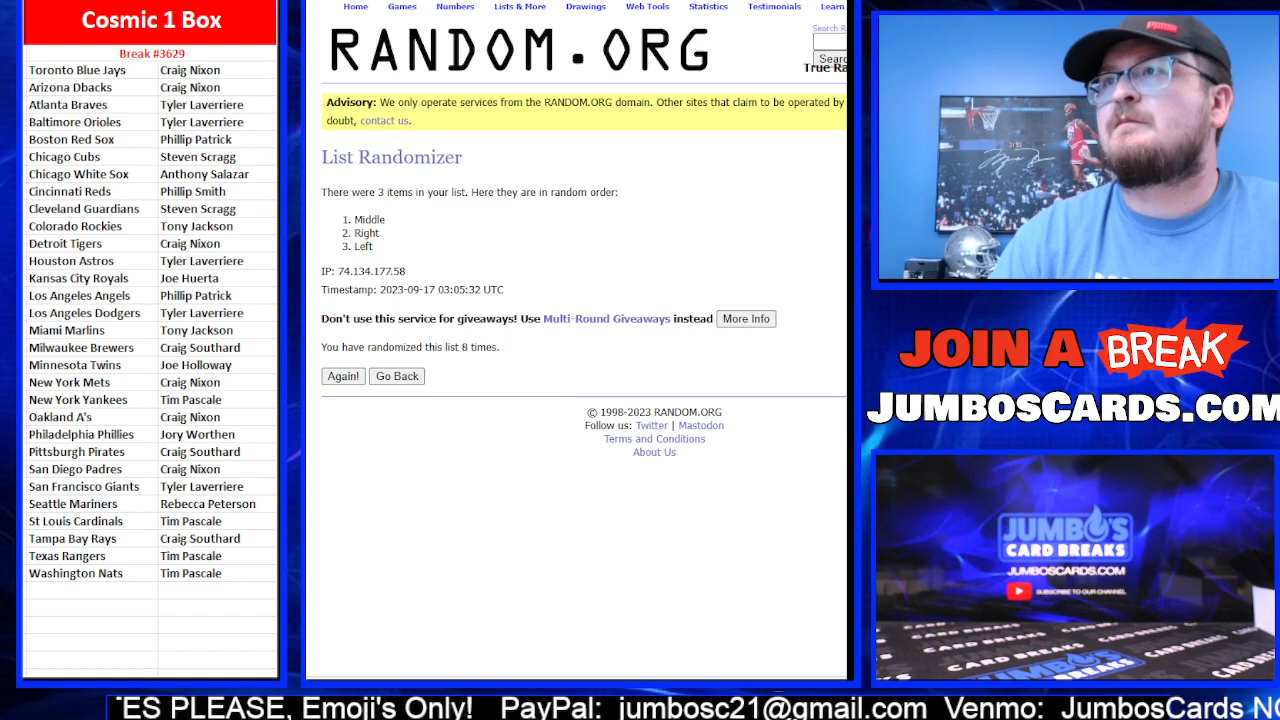 Cosmic 1 Box
Break #3629
Toronto Blue Jays Craig Nixon
Arizona Dbacks Craig Nixon
Atlanta Braves Tyler Laverriere
Baltimore Orioles Tyler Laverriere
Boston Red Sox Phillip Patrick
Chicago Cubs Steven Scragg
Chicago White Sox Anthony Salazar
Cincinnati Reds Phillip Smith
Cleveland Guardians Steven Scragg
Colorado Rockies Tony Jackson
Detroit Tigers Craig Nixon
Houston Astros Tyler Laverriere
Kansas City Royals Joe Huerta
Los Angeles Angels Phillip Patrick
Los Angeles Dodgers Tyler Laverriere
Miami Marlins Tony Jackson
Milwaukee Brewers Craig Southard
Minnesota Twins Joe Holloway
New York Mets Craig Nixon
New York Yankees Tim Pascale
Oakland A's Craig Nixon
Philadelphia Phillies Jory Worthen
Pittsburgh Pirates Craig Southard
San Diego Padres Craig Nixon
San Francisco Giants Tyler Laverriere
Seattle Mariners Rebecca Peterson
St Louis Cardinals Tim Pascale
Tampa Bay Rays Craig Southard
Texas Rangers Tim Pascale
Washington Nats Tim Pascale
Home Games Numbers Lists & More Drawings Web Tools Statistics Testimonials Learn
RANDOM.ORG
Search R
Searc
True Ra
Advisory: We only operate services from the RANDOM.ORG domain. Other sites that claim to be operated by
doubt, contact us.
List Randomizer
There were 3 items in your list. Here they are in random order:
1. Middle
2. Right
3. Left
IP: 74.134.177.58
Timestamp: 2023-09-17 03:05:32 UTC
Don't use this service for giveaways! Use Multi-Round Giveaways instead More Info
You have randomized this list 8 times.
Again! Go Back
© 1998-2023 RANDOM.ORG
Follow us: Twitter | Mastodon
Terms and Conditions
About Us
JOIN A BREAK
JUMBOSCARDS.COM
JUMBO'S
CARD BREAKS
JUMBOSCARDS.COM
SUBSCRIBE TO OUR CHANNEL
JUMBO'S
CARD BREAKS
ES PLEASE, Emoji's Only! PayPal: jumbosc21@gmail.com Venmo: JumbosCards NO